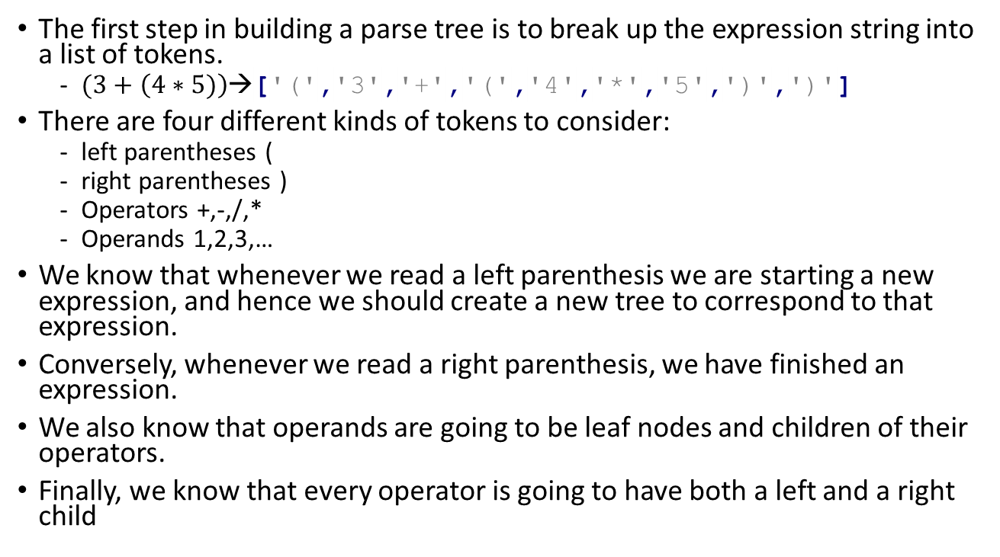 • The first step in building a parse tree is to break up the expression string into
a list of tokens.
- (3 + (4 ∗ 5))→['(','3','+','(','4','*','5',')',')']
• There are four different kinds of tokens to consider:
- left parentheses (
- right parentheses )
- Operators +,-,/,*
- Operands 1,2,3,…
• We know that whenever we read a left parenthesis we are starting a new
expression, and hence we should create a new tree to correspond to that
expression.
• Conversely, whenever we read a right parenthesis, we have finished an
expression.
• We also know that operands are going to be leaf nodes and children of their
operators.
• Finally, we know that every operator is going to have both a left and a right
child